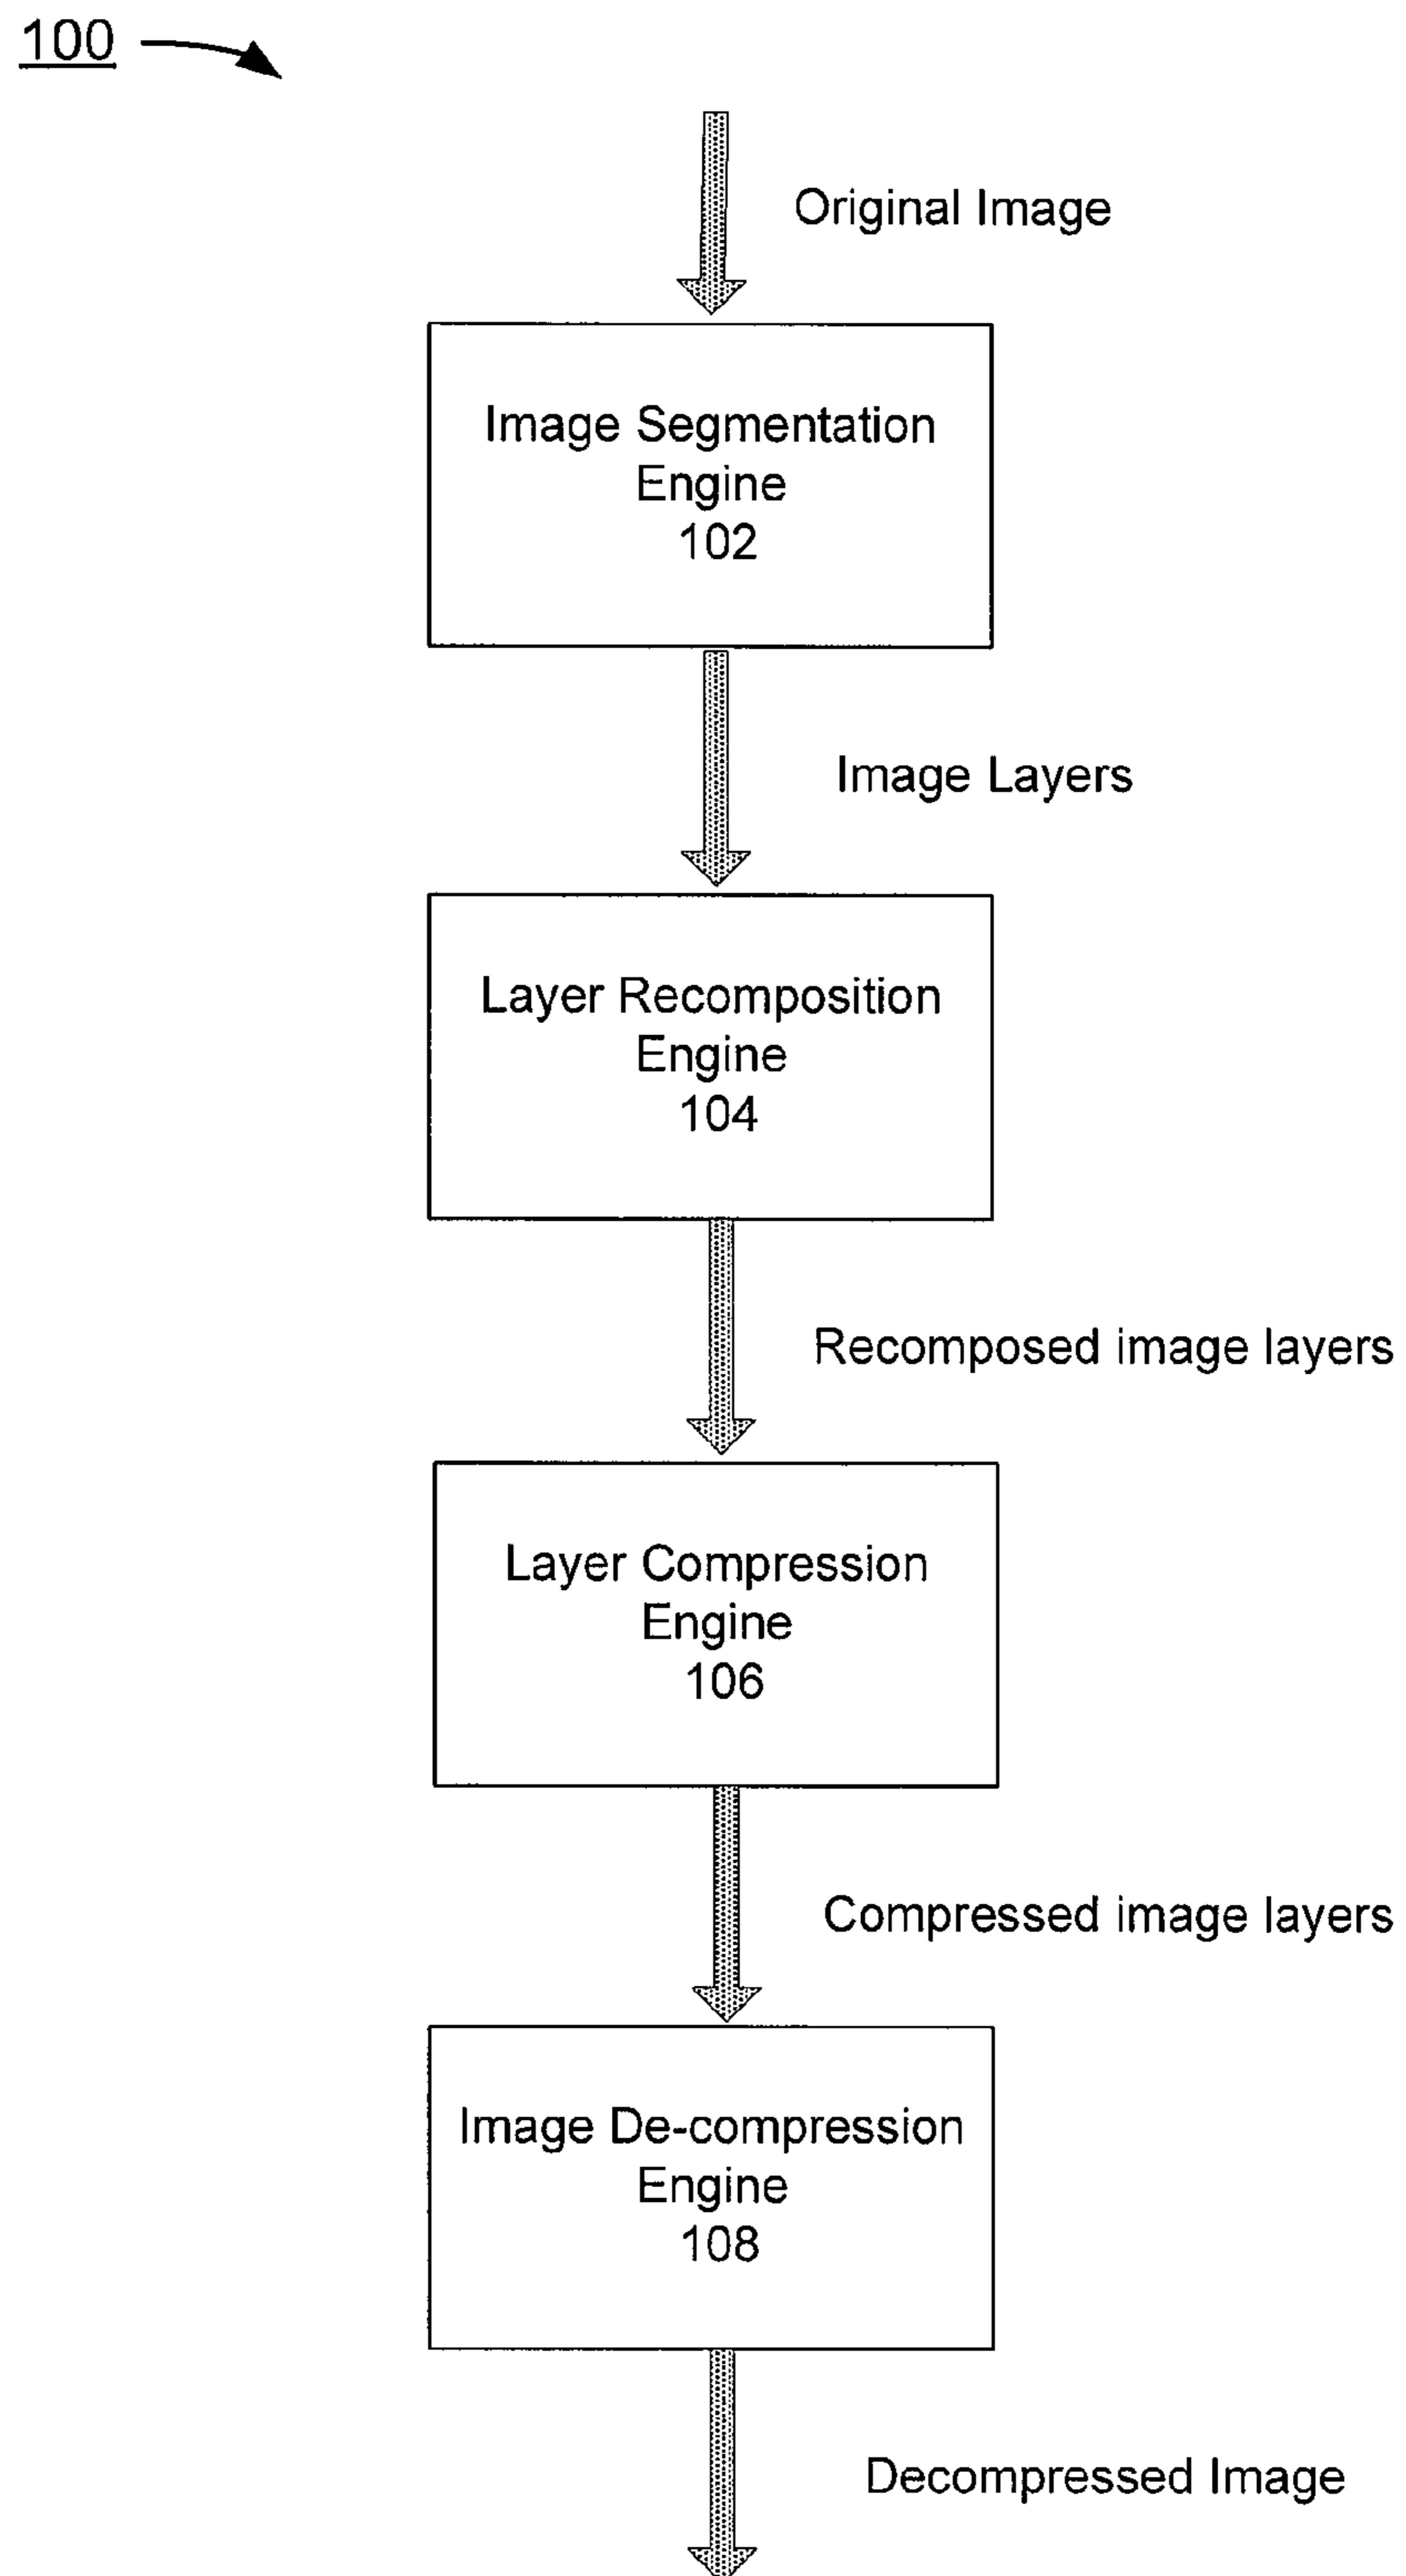 100
Original Image
Image Segmentation
Engine
102
Image Layers
Layer Recomposition
Engine
104
Recomposed image layers
Layer Compression
Engine
106
Compressed image layers
Image De-compression
Engine
108
Decompressed Image